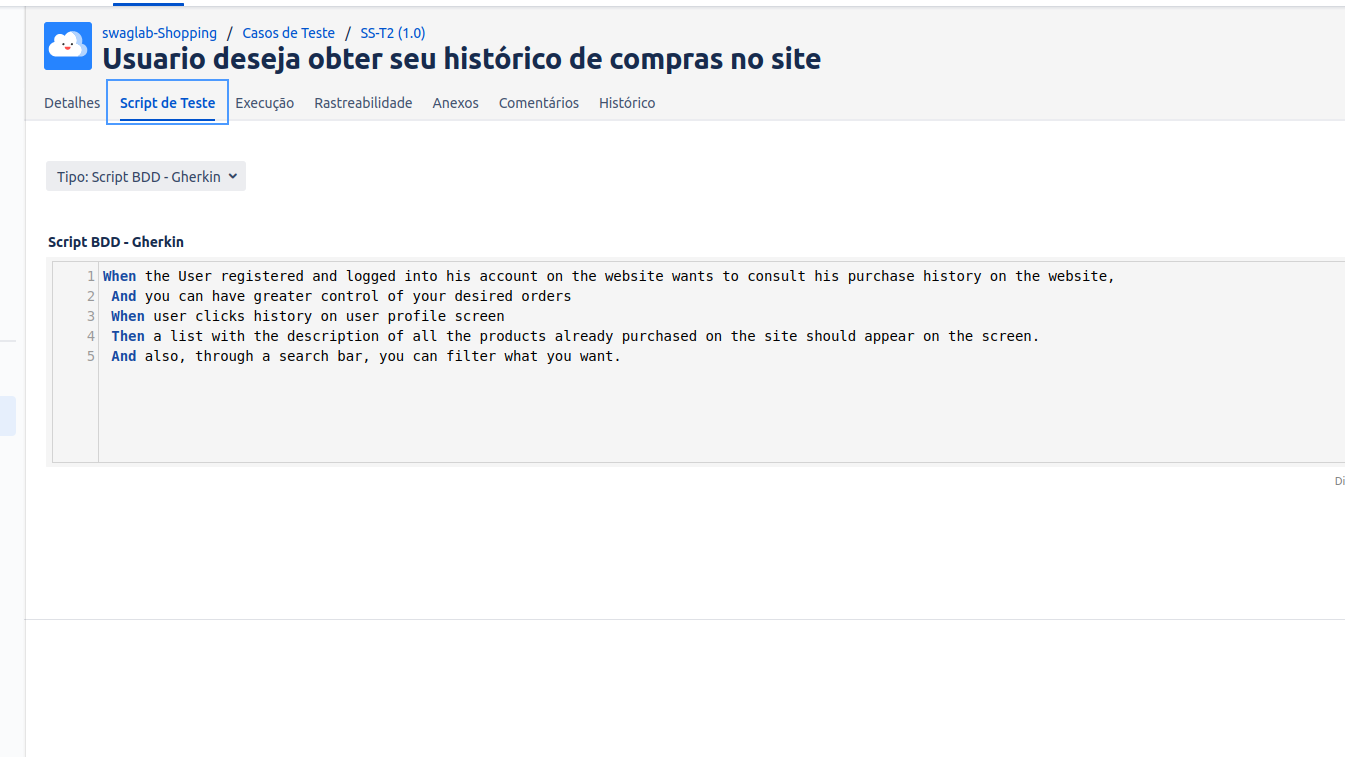 swaglab-Shopping / Casos de Teste / SS-T2 (1.0)
Usuario deseja obter seu histórico de compras no site
Detalhes Script de Teste Execução Rastreabilidade Anexos Comentários Histórico
Tipo: Script BDD - Gherkin
Script BDD - Gherkin
1 When the User registered and logged into his account on the website wants to consult his purchase history on the website,
2 And you can have greater control of your desired orders
3 When user clicks history on user profile screen
4 Then a list with the description of all the products already purchased on the site should appear on the screen.
5 And also, through a search bar, you can filter what you want.
Di